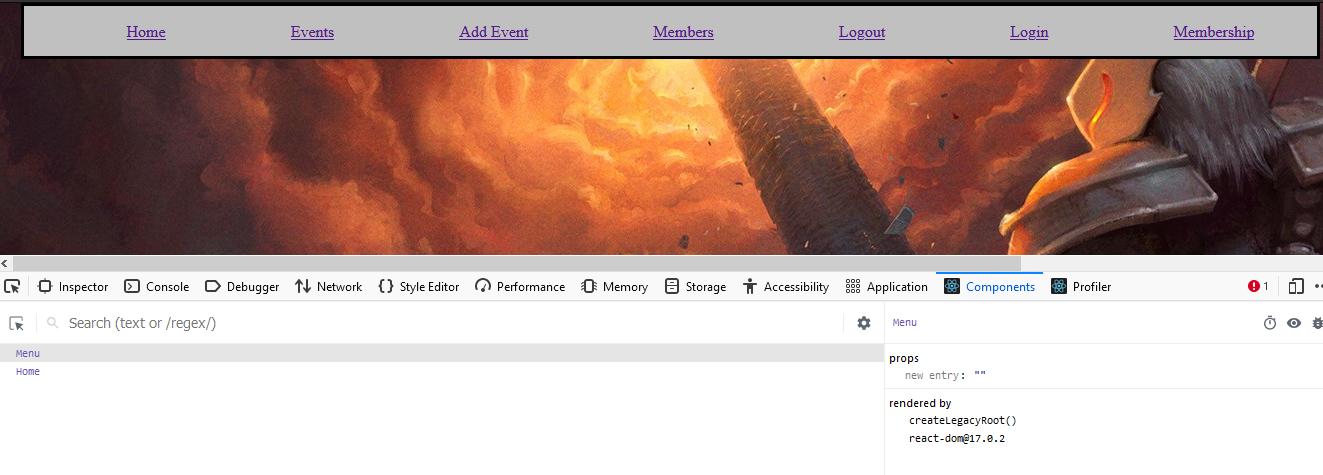 Home Events Add Event Members Logout Login Membership
Inspector Console Debugger Network Style Editor Performance Memory Storage Accessibility Application Components Profiler 1
Search (text or /regex/) Menu
Menu
Home
props
new entry: ""
rendered by
createLegacyRoot()
react-dom@17.0.2